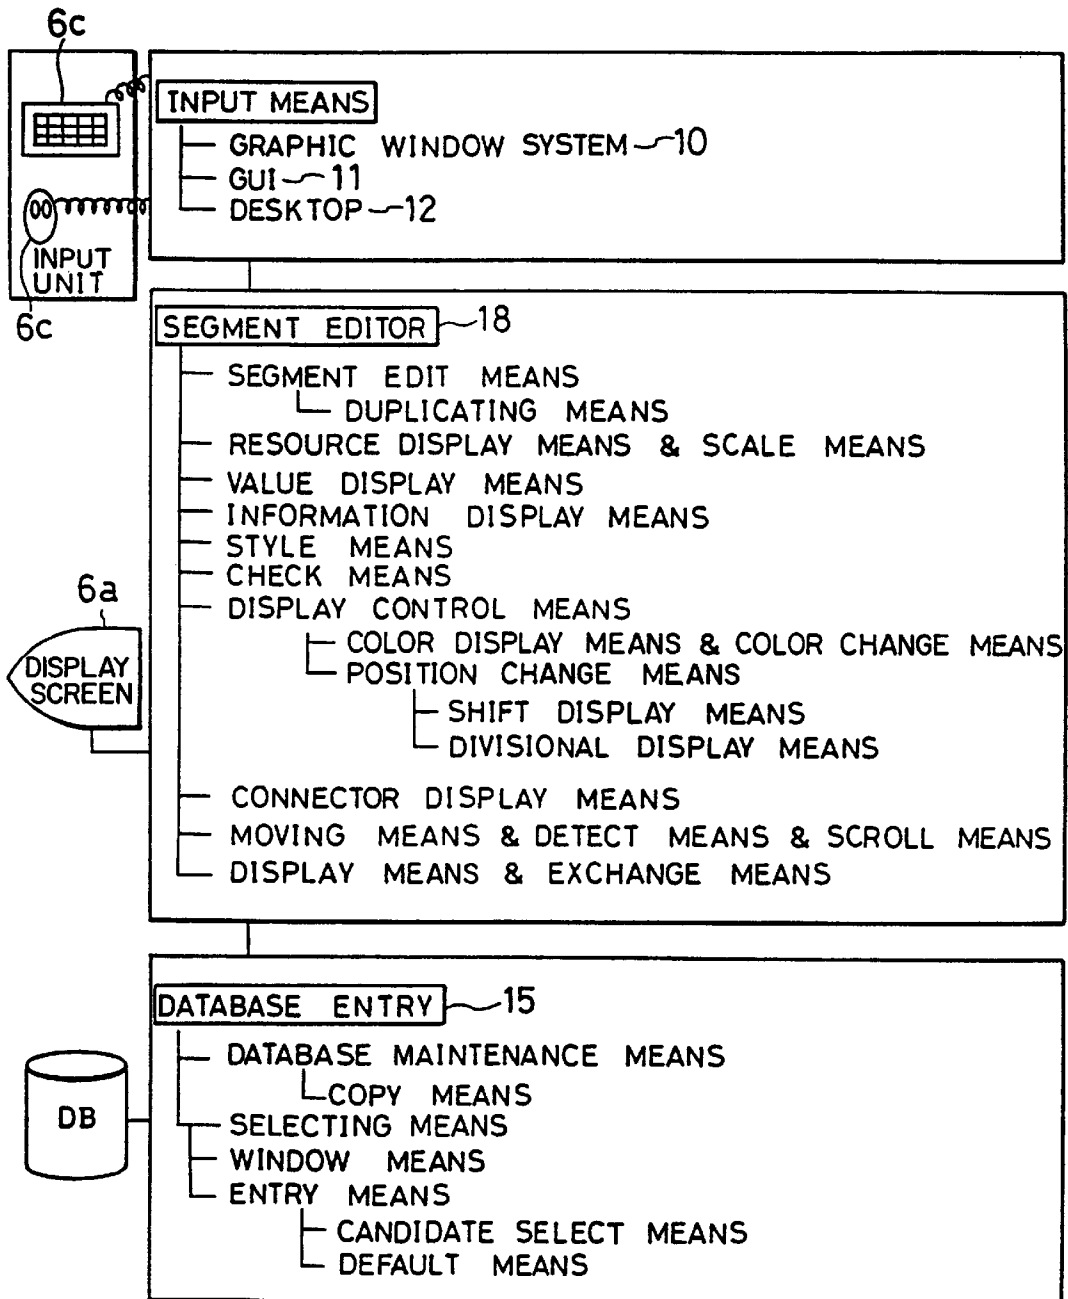 6c
INPUT MEANS
GRAPHIC WINDOW SYSTEM 10
GUI 11
DESKTOP 12
INPUT
UNIT
6c
SEGMENT EDITOR 18
SEGMENT EDIT MEANS
DUPLICATING MEANS
RESOURCE DISPLAY MEANS & SCALE MEANS
VALUE DISPLAY MEANS
INFORMATION DISPLAY MEANS
STYLE MEANS
CHECK MEANS
DISPLAY CONTROL MEANS
COLOR DISPLAY MEANS & COLOR CHANGE MEANS
POSITION CHANGE MEANS
SHIFT DISPLAY MEANS
DIVISIONAL DISPLAY MEANS
CONNECTOR DISPLAY MEANS
MOVING MEANS & DETECT MEANS & SCROLL MEANS
DISPLAY MEANS & EXCHANGE MEANS
6a
DISPLAY
SCREEN
DATABASE ENTRY 15
DATABASE MAINTENANCE MEANS
COPY MEANS
SELECTING MEANS
WINDOW MEANS
ENTRY MEANS
CANDIDATE SELECT MEANS
DEFAULT MEANS
DB